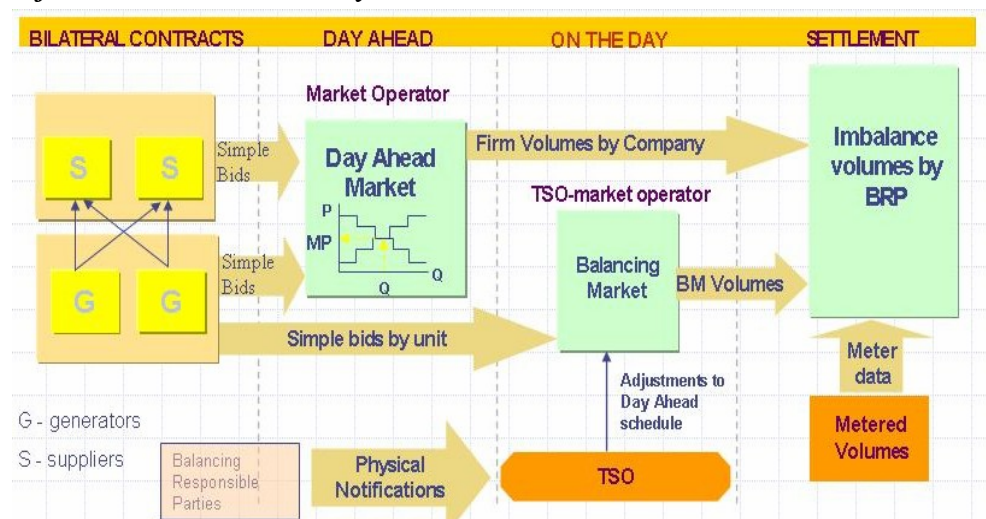 BILATERAL CONTRACTS
DAY AHEAD
ON THE DAY
SETTLEMENT
Market Operator
S
S
Simple
Bids
Day Ahead
Market
P
MP
Q
Q
Firm Volumes by Company
Imbalance
volumes by
BRP
TSO-market operator
G
G
Simple
Bids
Balancing
Market
BM Volumes
Simple bids by unit
Adjustments to
Day Ahead
schedule
Meter
data
G - generators
S - suppliers
Balancing
Responsible
Parties
Physical
Notifications
TSO
Metered
Volumes